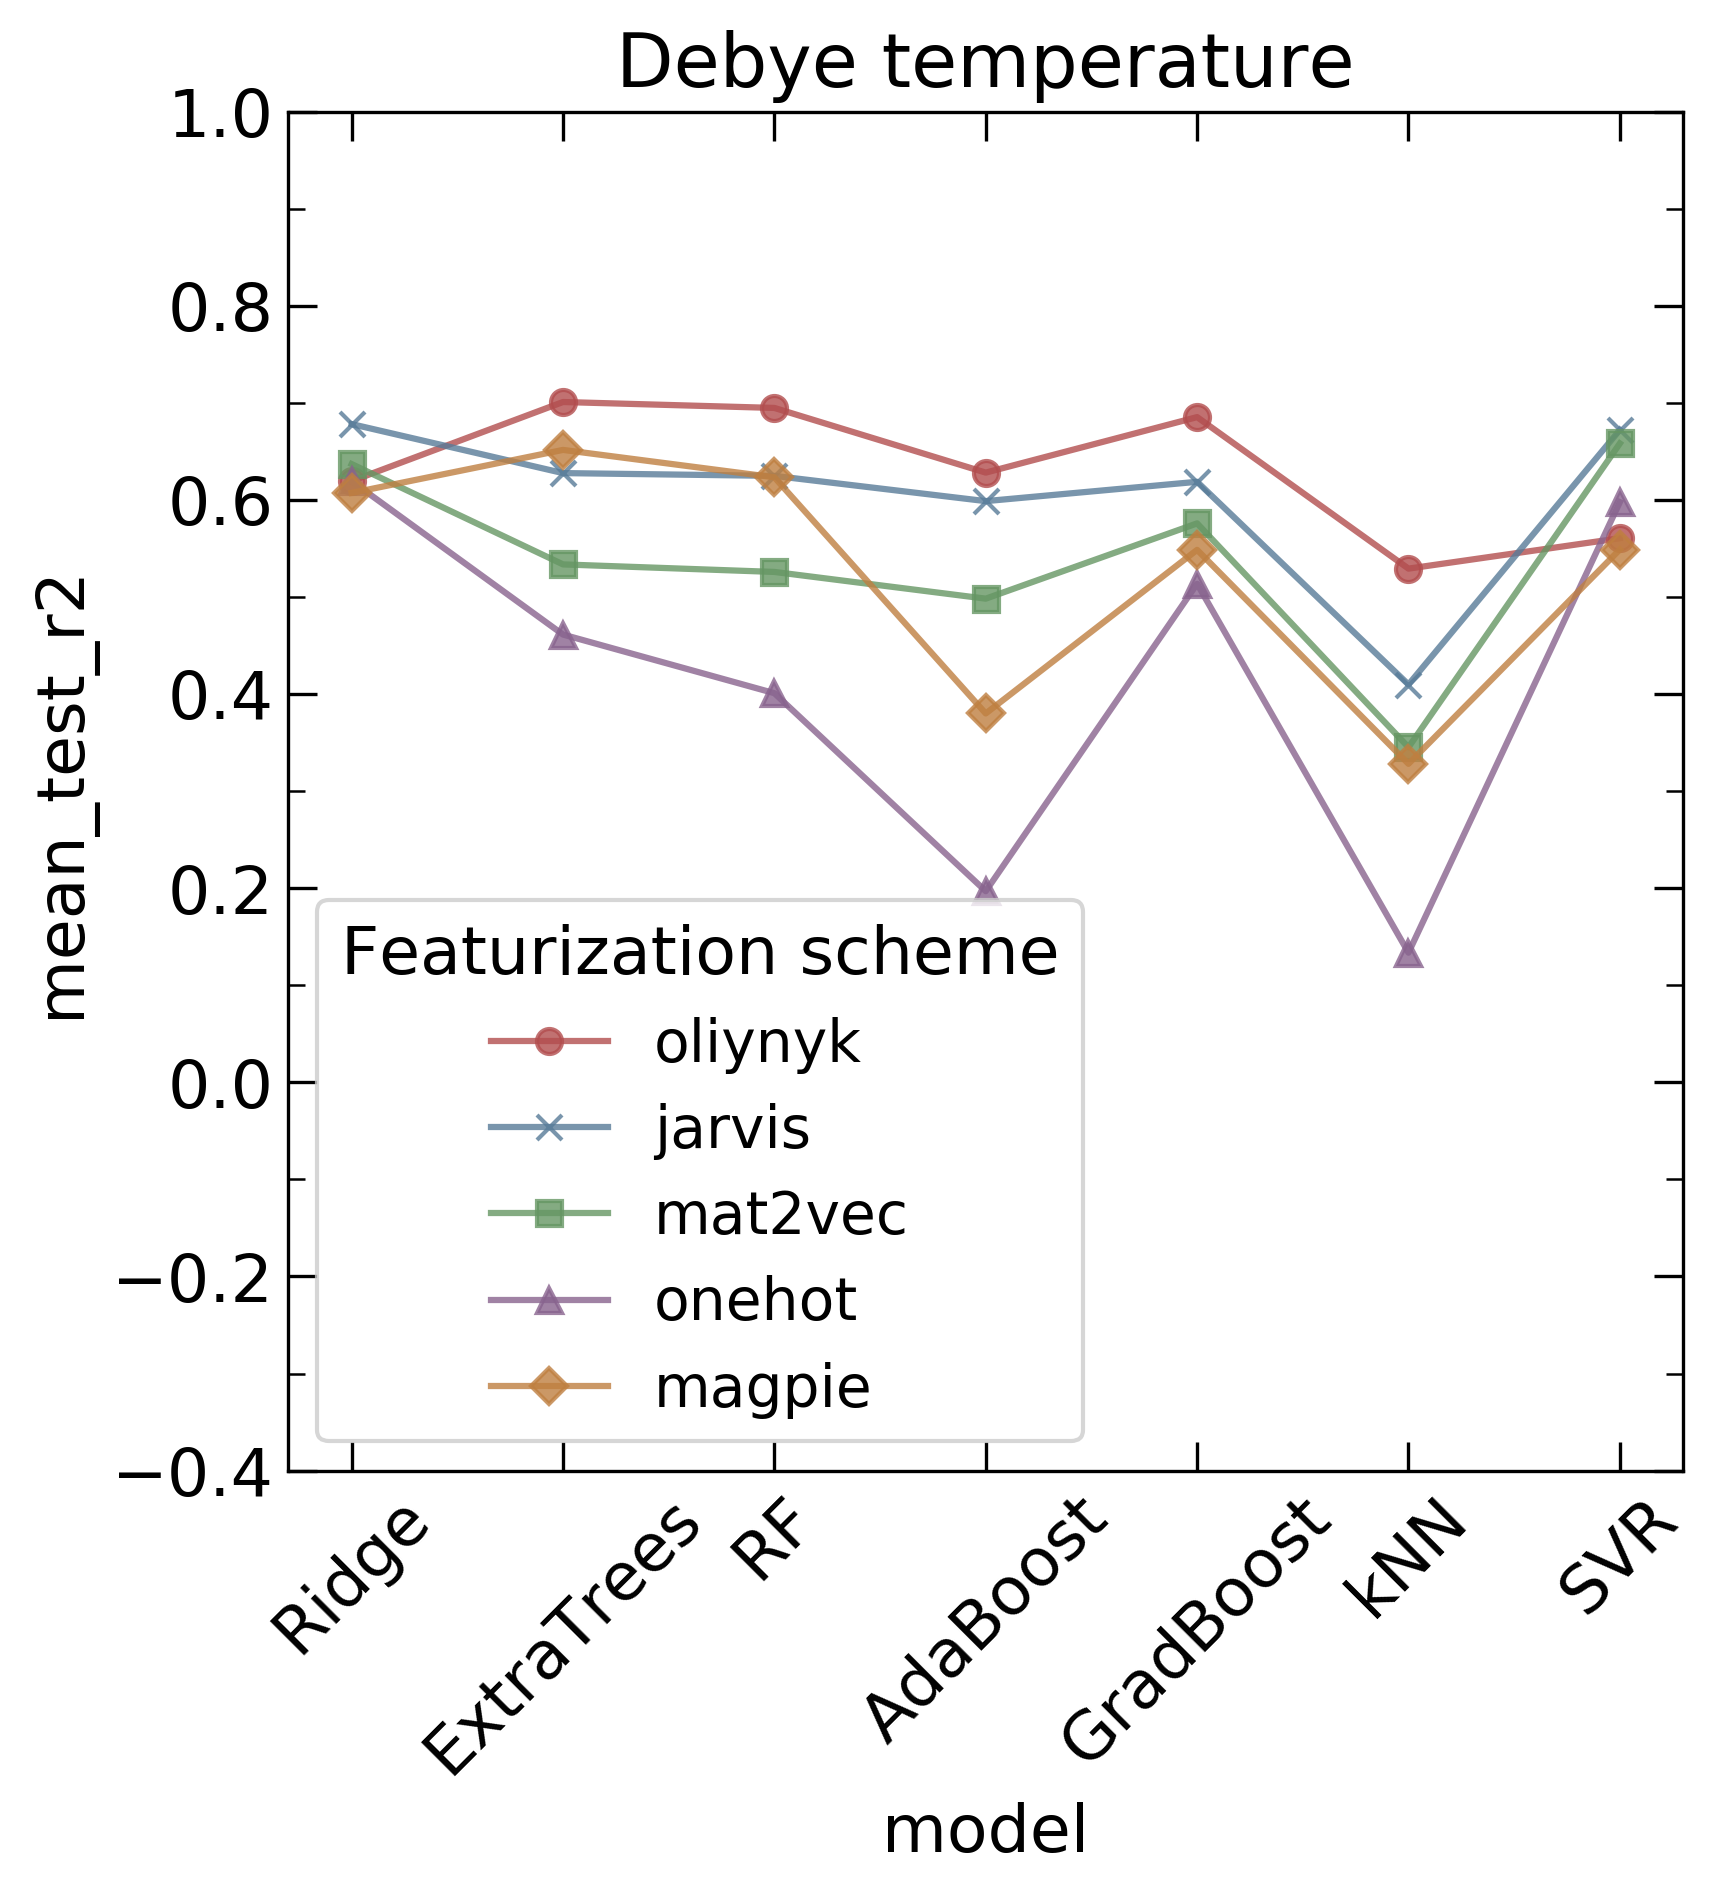 Debye temperature
1.0
0.8
0.6
0.4
0.2
0.0
−0.2
−0.4
mean_test_r2
Featurization scheme
oliynyk
jarvis
mat2vec
onehot
magpie
Ridge
ExtraTrees
RF
AdaBoost
GradBoost
kNN
SVR
model